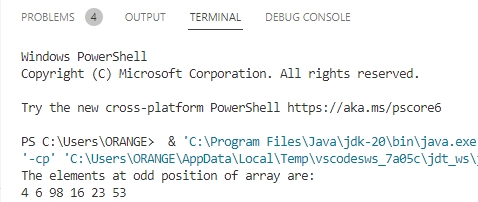 PROBLEMS 4 OUTPUT TERMINAL DEBUG CONSOLE
Windows PowerShell
Copyright (C) Microsoft Corporation. All rights reserved.
Try the new cross-platform PowerShell https://aka.ms/pscore6
PS C:\Users\ORANGE>  & 'C:\Program Files\Java\jdk-20\bin\java.exe
'-cp' 'C:\Users\ORANGE\AppData\Local\Temp\vscodesws_7a05c\jdt_ws\
The elements at odd position of array are:
4 6 98 16 23 53